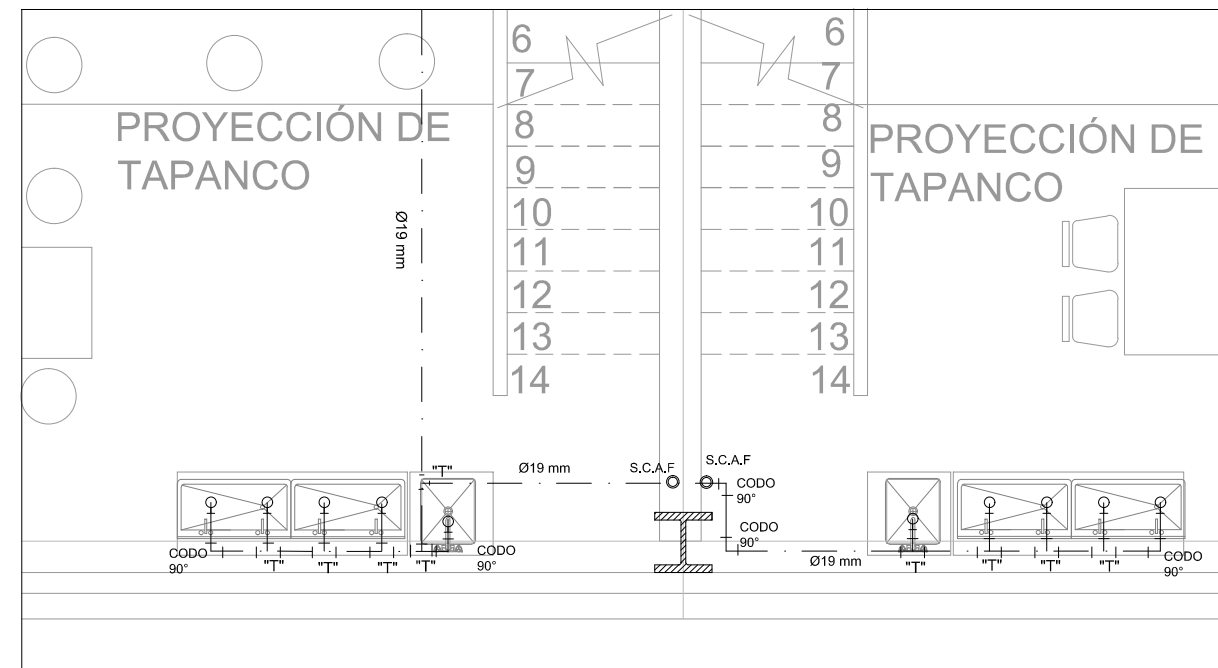 6
7
8
9
10
11
12
13
14
6
7
8
9
10
11
12
13
14
PROYECCIÓN DE
TAPANCO
PROYECCIÓN DE
TAPANCO
Ø19 mm
"T"
Ø19 mm
S.C.A.F
S.C.A.F
CODO
90°
CODO
90°
CODO
90°
"T"
"T"
"T"
"T"
CODO
90°
Ø19 mm
"T"
"T"
"T"
"T"
CODO
90°